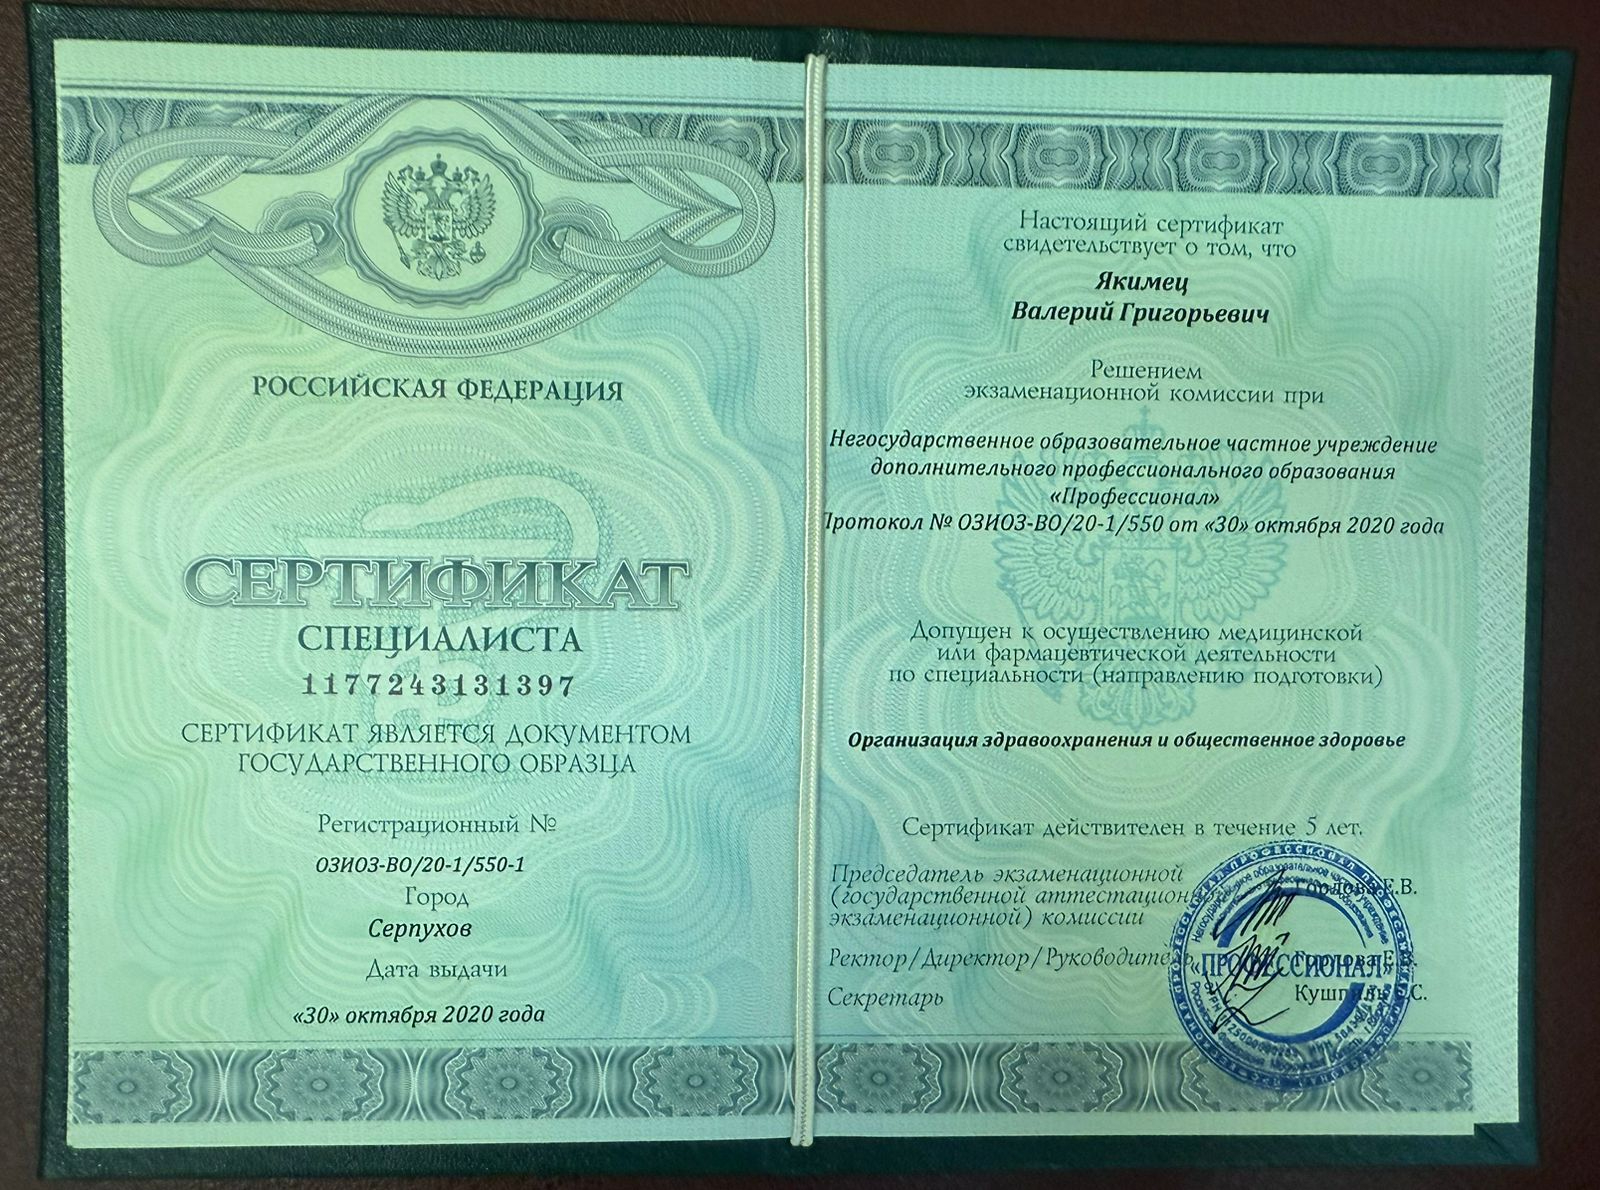 РОССИЙСКАЯ ФЕДЕРАЦИЯ
СЕРТИФИКАТ
СПЕЦИАЛИСТА
1177243131397
СЕРТИФИКАТ ЯВЛЯЕТСЯ ДОКУМЕНТОМ
ГОСУДАРСТВЕННОГО ОБРАЗЦА
Регистрационный №
ОЗИОЗ-ВО/20-1/550-1
Город
Серпухов
Дата выдачи
«30» октября 2020 года
Настоящий сертификат
свидетельствует о том, что
Якимец
Валерий Григорьевич
Решением
экзаменационной комиссии при
Негосударственное образовательное частное учреждение
дополнительного профессионального образования
«Профессионал»
Протокол № ОЗИОЗ-ВО/20-1/550 от «30» октября 2020 года
Допущен к осуществлению медицинской
или фармацевтической деятельности
по специальности (направлению подготовки)
Организация здравоохранения и общественное здоровье
Сертификат действителен в течение 5 лет.
Председатель экзаменационной
(государственной аттестацион
экзаменационной) комиссии
Е.В.
Ректор/Директор/Руководитель
Секретарь
«ПРОФЕССИОНАЛ»